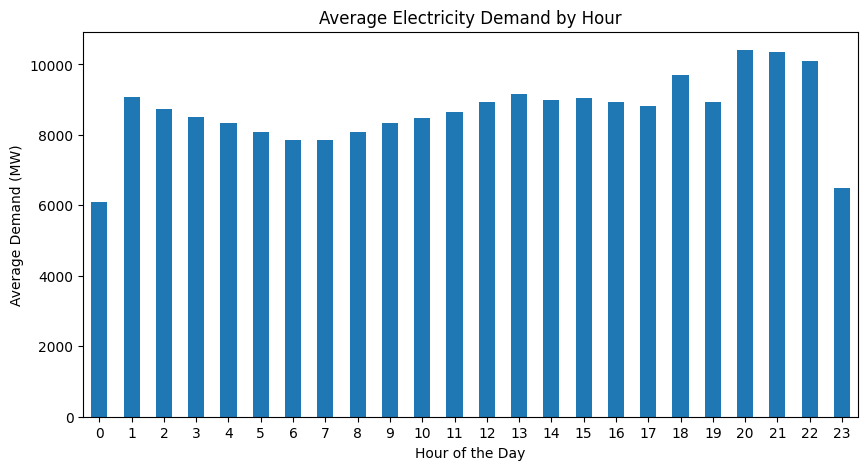 Average Electricity Demand by Hour
Average Demand (MW)
10000
8000
6000
4000
2000
0
0 1 2 3 4 5 6 7 8 9 10 11 12 13 14 15 16 17 18 19 20 21 22 23
Hour of the Day